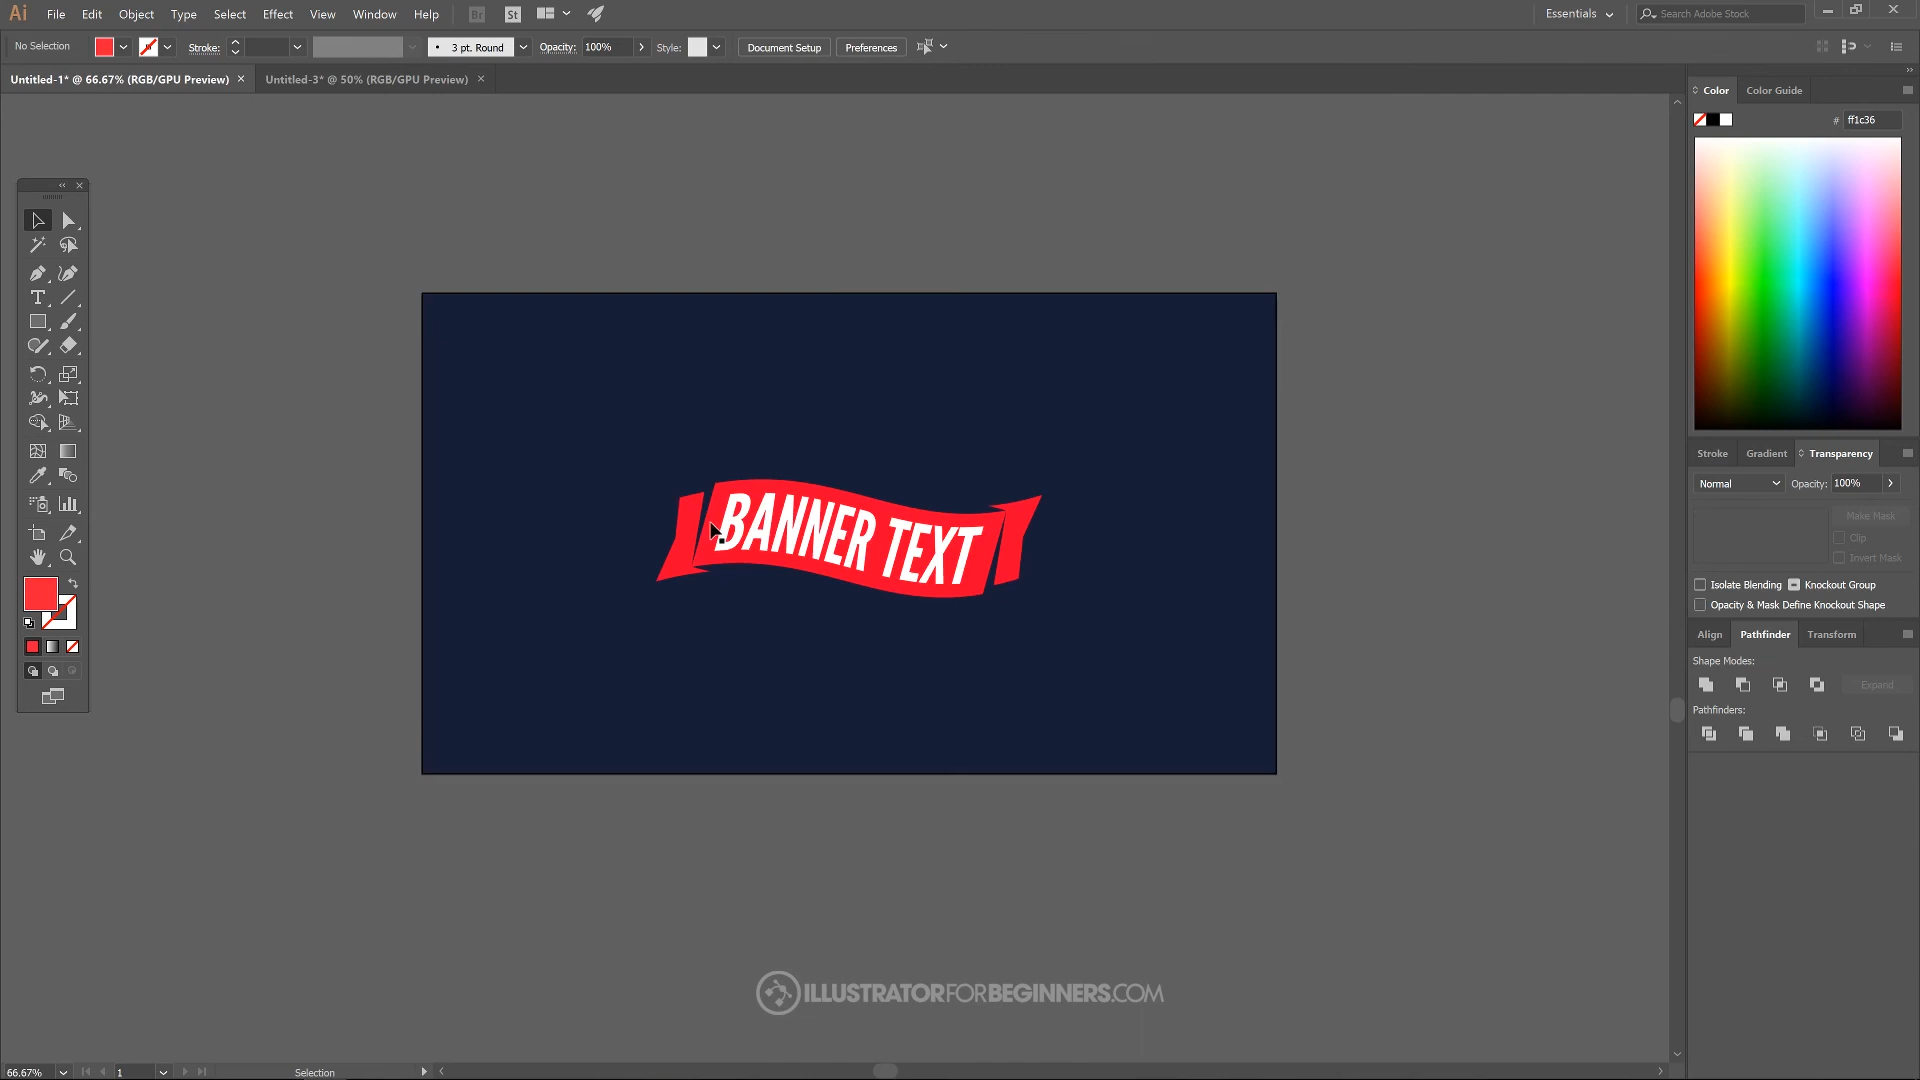 Ai File Edit Object Type Select Effect View Window Help Br St Essentials Search Adobe Stock
No Selection Stroke: 3 pt. Round Opacity: 100% Style: Document Setup Preferences
Untitled-1* @ 66.67% (RGB/GPU Preview) Untitled-3* @ 50% (RGB/GPU Preview)
Color Color Guide
# ff1c36
BANNER TEXT
Stroke Gradient Transparency
Normal Opacity: 100%
Make Mask
Clip
Invert Mask
Isolate Blending Knockout Group
Opacity & Mask Define Knockout Shape
Align Pathfinder Transform
Shape Modes:
Expand
Pathfinders:
ILLUSTRATORFORBEGINNERS.COM
66.67% 1 Selection